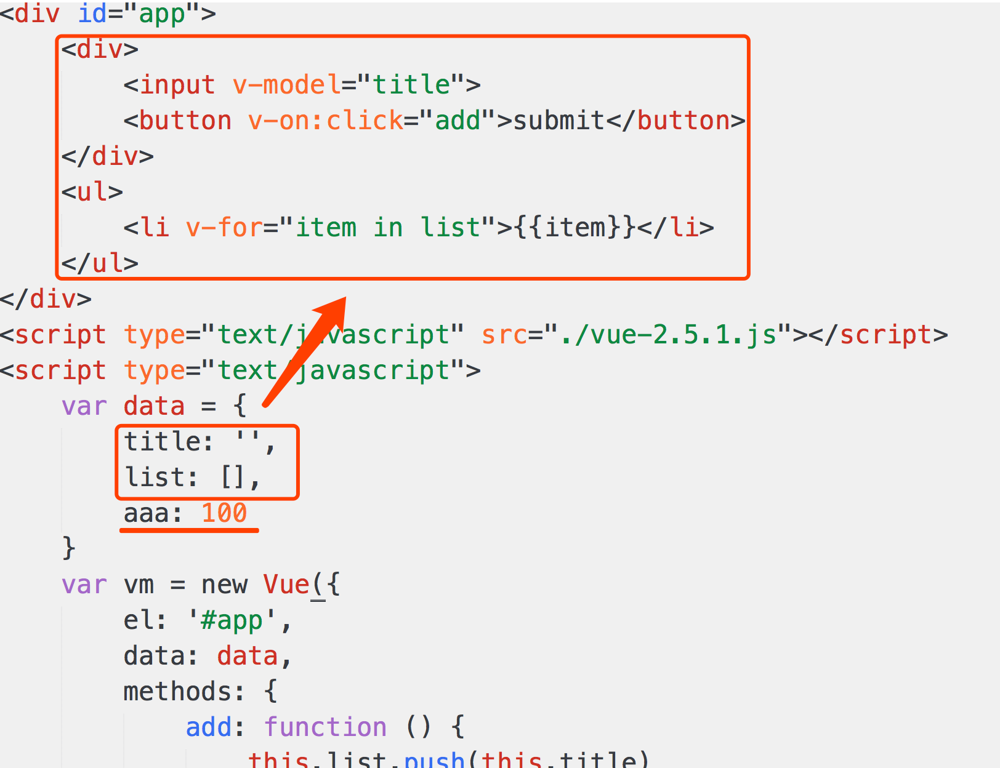 <div id="app">
<div>
<input v-model="title">
<button v-on:click="add">submit</button>
</div>
<ul>
<li v-for="item in list">{{item}}</li>
</ul>
</div>
<script type="text/javascript" src="./vue-2.5.1.js"></script>
<script type="text/javascript">
var data = {
title: '',
list: [],
aaa: 100
}
var vm = new Vue({
el: '#app',
data: data,
methods: {
add: function () {
this.list.push(this.title)